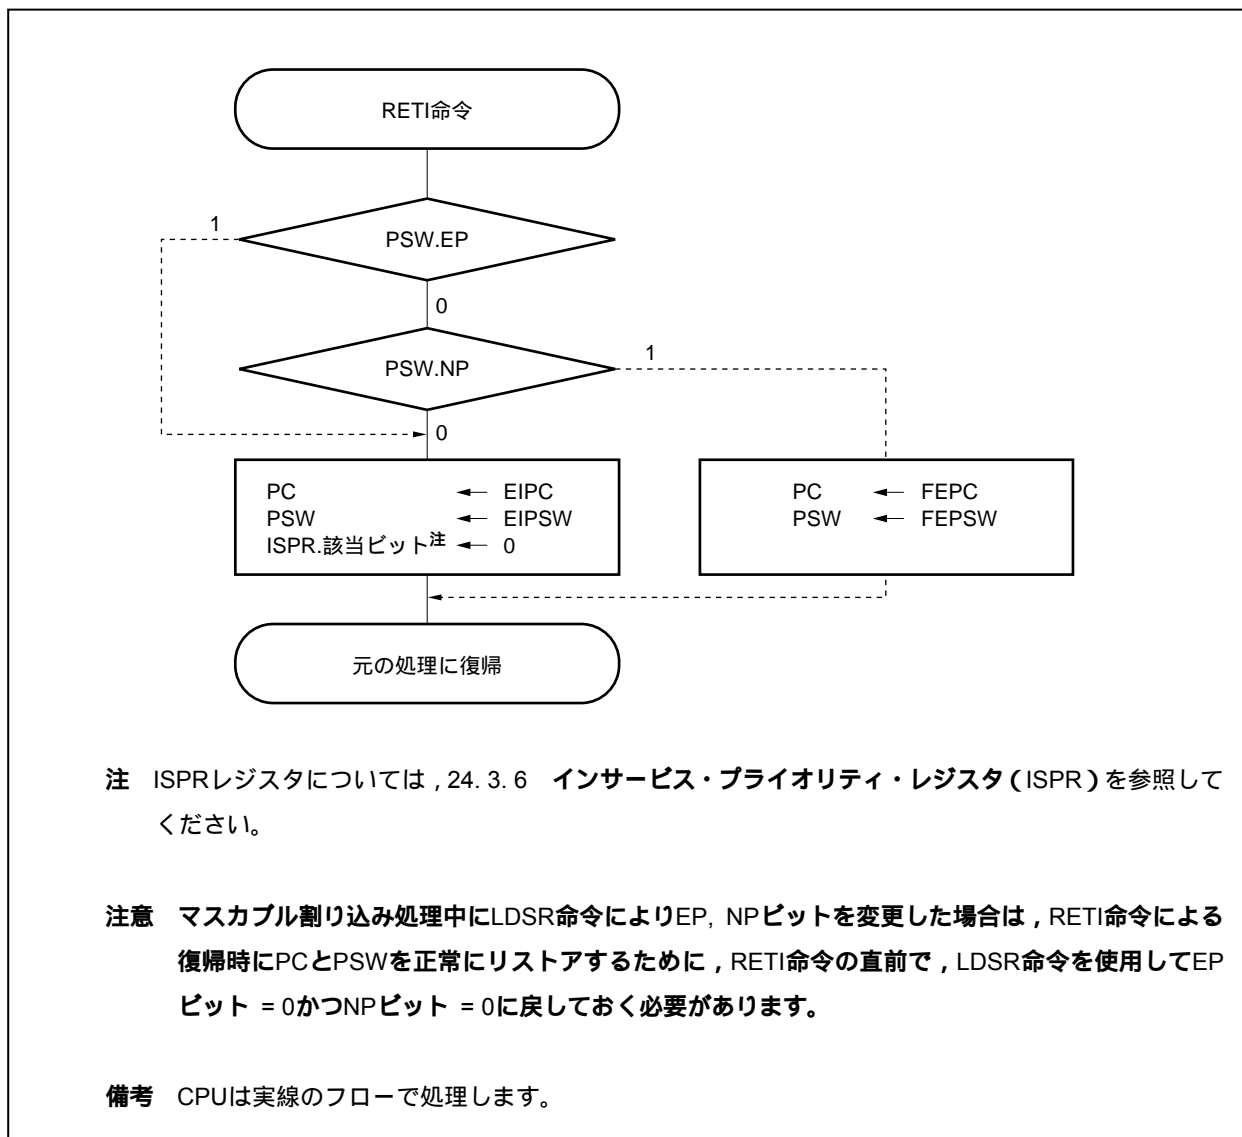 RETI命令
1
PSW.EP
0
1
PSW.NP
0
PC ← EIPC
PSW ← EIPSW
ISPR.該当ビット注 ← 0
PC ← FEPC
PSW ← FEPSW
元の処理に復帰
注 ISPRレジスタについては，24. 3. 6 インサービス・プライオリティ・レジスタ（ISPR）を参照して
ください。
注意 マスカブル割り込み処理中にLDSR命令によりEP, NPビットを変更した場合は，RETI命令による
復帰時にPCとPSWを正常にリストアするために，RETI命令の直前で，LDSR命令を使用してEP
ビット = 0かつNPビット = 0に戻しておく必要があります。
備考 CPUは実線のフローで処理します。